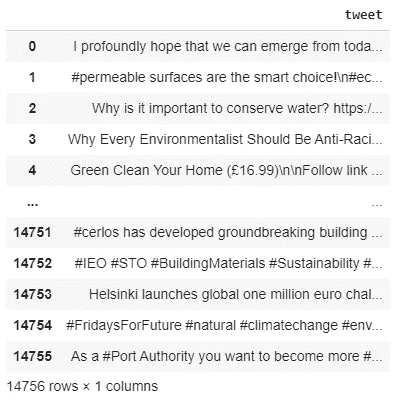 tweet
0 I profoundly hope that we can emerge from toda...
1 #permeable surfaces are the smart choice!\n#ec...
2 Why is it important to conserve water? https:/...
3 Why Every Environmentalist Should Be Anti-Raci...
4 Green Clean Your Home (£16.99)\n\nFollow link ...
... ...
14751 #cerlos has developed groundbreaking building ...
14752 #IEO #STO #BuildingMaterials #Sustainability #...
14753 Helsinki launches global one million euro chal...
14754 #FridaysForFuture #natural #climatechange #env...
14755 As a #Port Authority you want to become more #...
14756 rows × 1 columns